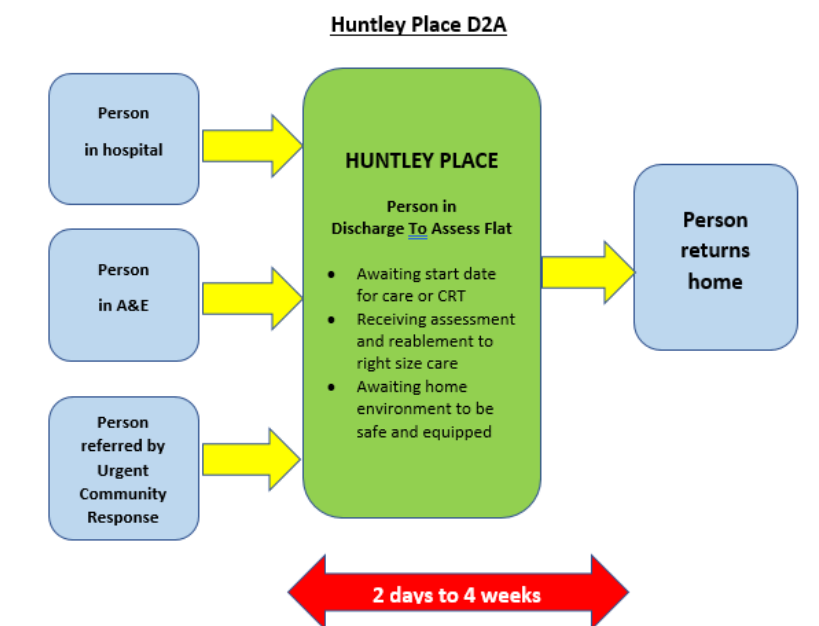 Huntley Place D2A
Person
in hospital
Person
in A&E
Person
referred by
Urgent
Community
Response
HUNTLEY PLACE
Person in
Discharge To Assess Flat
• Awaiting start date
for care or CRT
• Receiving assessment
and reablement to
right size care
• Awaiting home
environment to be
safe and equipped
Person
returns
home
2 days to 4 weeks